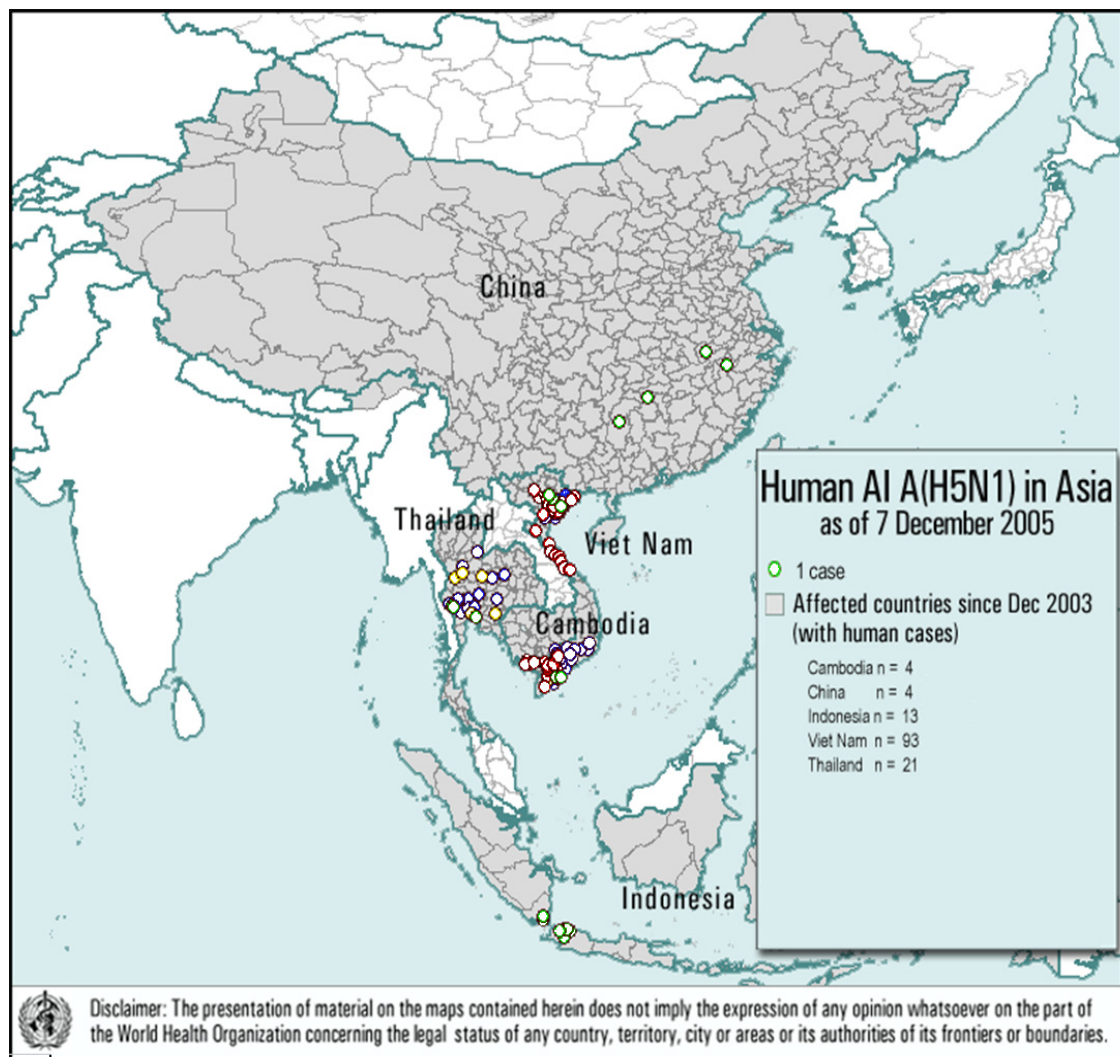 China
Thailand
Viet Nam
Cambodia
Indonesia
Human AI A(H5N1) in Asia
as of 7 December 2005
1 case
Affected countries since Dec 2003
(with human cases)
Cambodia n = 4
China n = 4
Indonesia n = 13
Viet Nam n = 93
Thailand n = 21
Disclaimer: The presentation of material on the maps contained herein does not imply the expression of any opinion whatsoever on the part of
the World Health Organization concerning the legal status of any country, territory, city or areas or its authorities of its frontiers or boundaries.